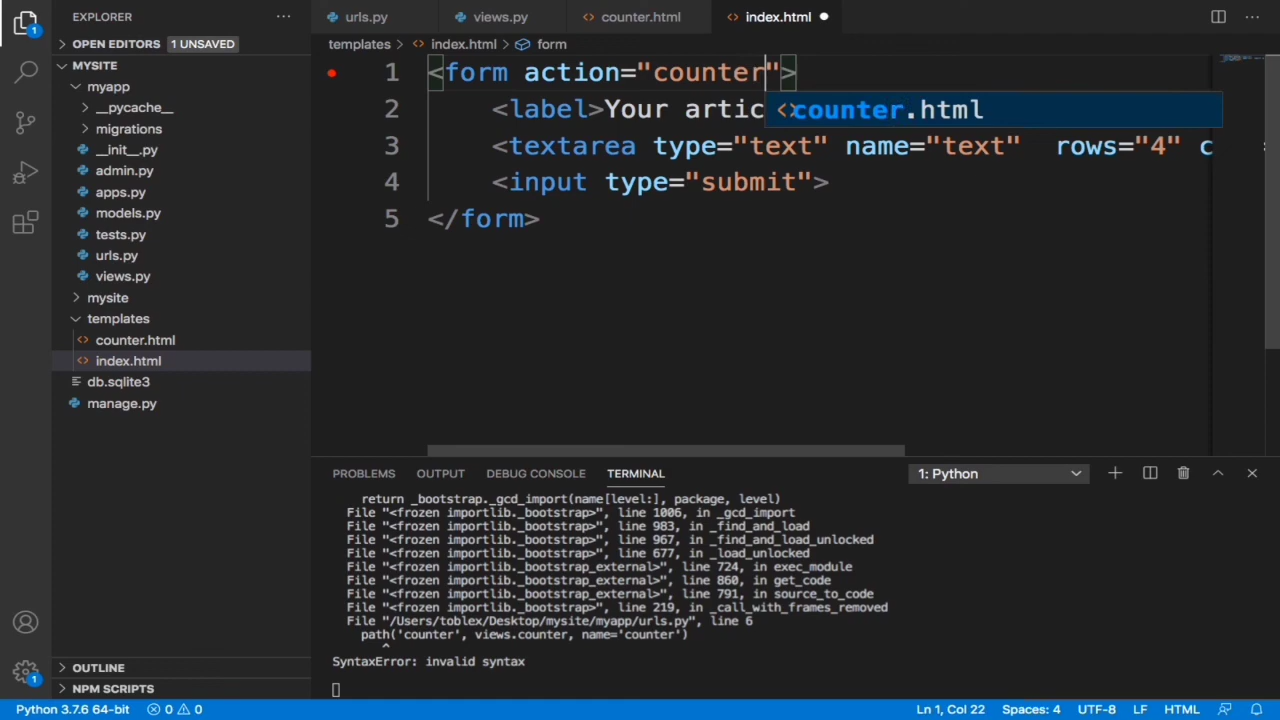 EXPLORER
urls.py
views.py
counter.html
index.html
OPEN EDITORS 1 UNSAVED
templates > index.html > form
MYSITE
myapp
__pycache__
migrations
__init__.py
admin.py
apps.py
models.py
tests.py
urls.py
views.py
mysite
templates
counter.html
index.html
db.sqlite3
manage.py
OUTLINE
NPM SCRIPTS
1
1
1 <form action="counter">
2 <label>Your artic
counter.html
3 <textarea type="text" name="text" rows="4" c
4 <input type="submit">
5 </form>
PROBLEMS OUTPUT DEBUG CONSOLE TERMINAL 1: Python
return _bootstrap._gcd_import(name[level:], package, level)
File "<frozen importlib._bootstrap>", line 1006, in _gcd_import
File "<frozen importlib._bootstrap>", line 983, in _find_and_load
File "<frozen importlib._bootstrap>", line 967, in _find_and_load_unlocked
File "<frozen importlib._bootstrap>", line 677, in _load_unlocked
File "<frozen importlib._bootstrap_external>", line 724, in exec_module
File "<frozen importlib._bootstrap_external>", line 860, in get_code
File "<frozen importlib._bootstrap_external>", line 791, in source_to_code
File "<frozen importlib._bootstrap>", line 219, in _call_with_frames_removed
File "/Users/toblex/Desktop/mysite/myapp/urls.py", line 6
path('counter', views.counter, name='counter')
^
SyntaxError: invalid syntax
Python 3.7.6 64-bit 0 0 Ln 1, Col 22 Spaces: 4 UTF-8 LF HTML